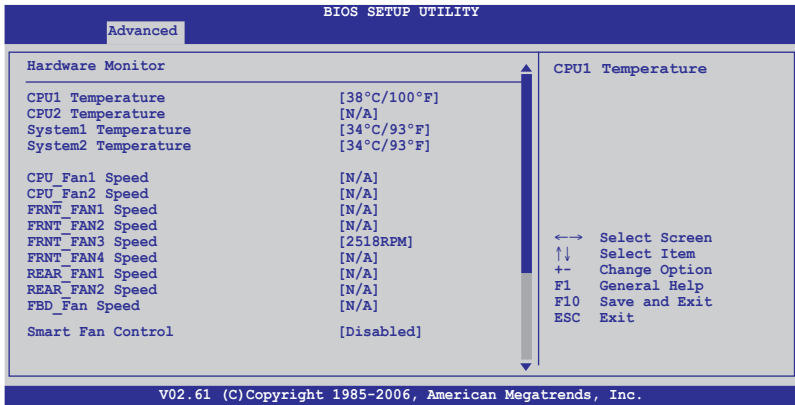 BIOS SETUP UTILITY
Advanced
Hardware Monitor
CPU1 Temperature [38°C/100°F]
CPU2 Temperature [N/A]
System1 Temperature [34°C/93°F]
System2 Temperature [34°C/93°F]
CPU_Fan1 Speed [N/A]
CPU_Fan2 Speed [N/A]
FRNT_FAN1 Speed [N/A]
FRNT_FAN2 Speed [N/A]
FRNT_FAN3 Speed [2518RPM]
FRNT_FAN4 Speed [N/A]
REAR_FAN1 Speed [N/A]
REAR_FAN2 Speed [N/A]
FBD_Fan Speed [N/A]
Smart Fan Control [Disabled]
CPU1 Temperature
←→ Select Screen
↑↓ Select Item
+- Change Option
F1 General Help
F10 Save and Exit
ESC Exit
V02.61 (C)Copyright 1985-2006, American Megatrends, Inc.